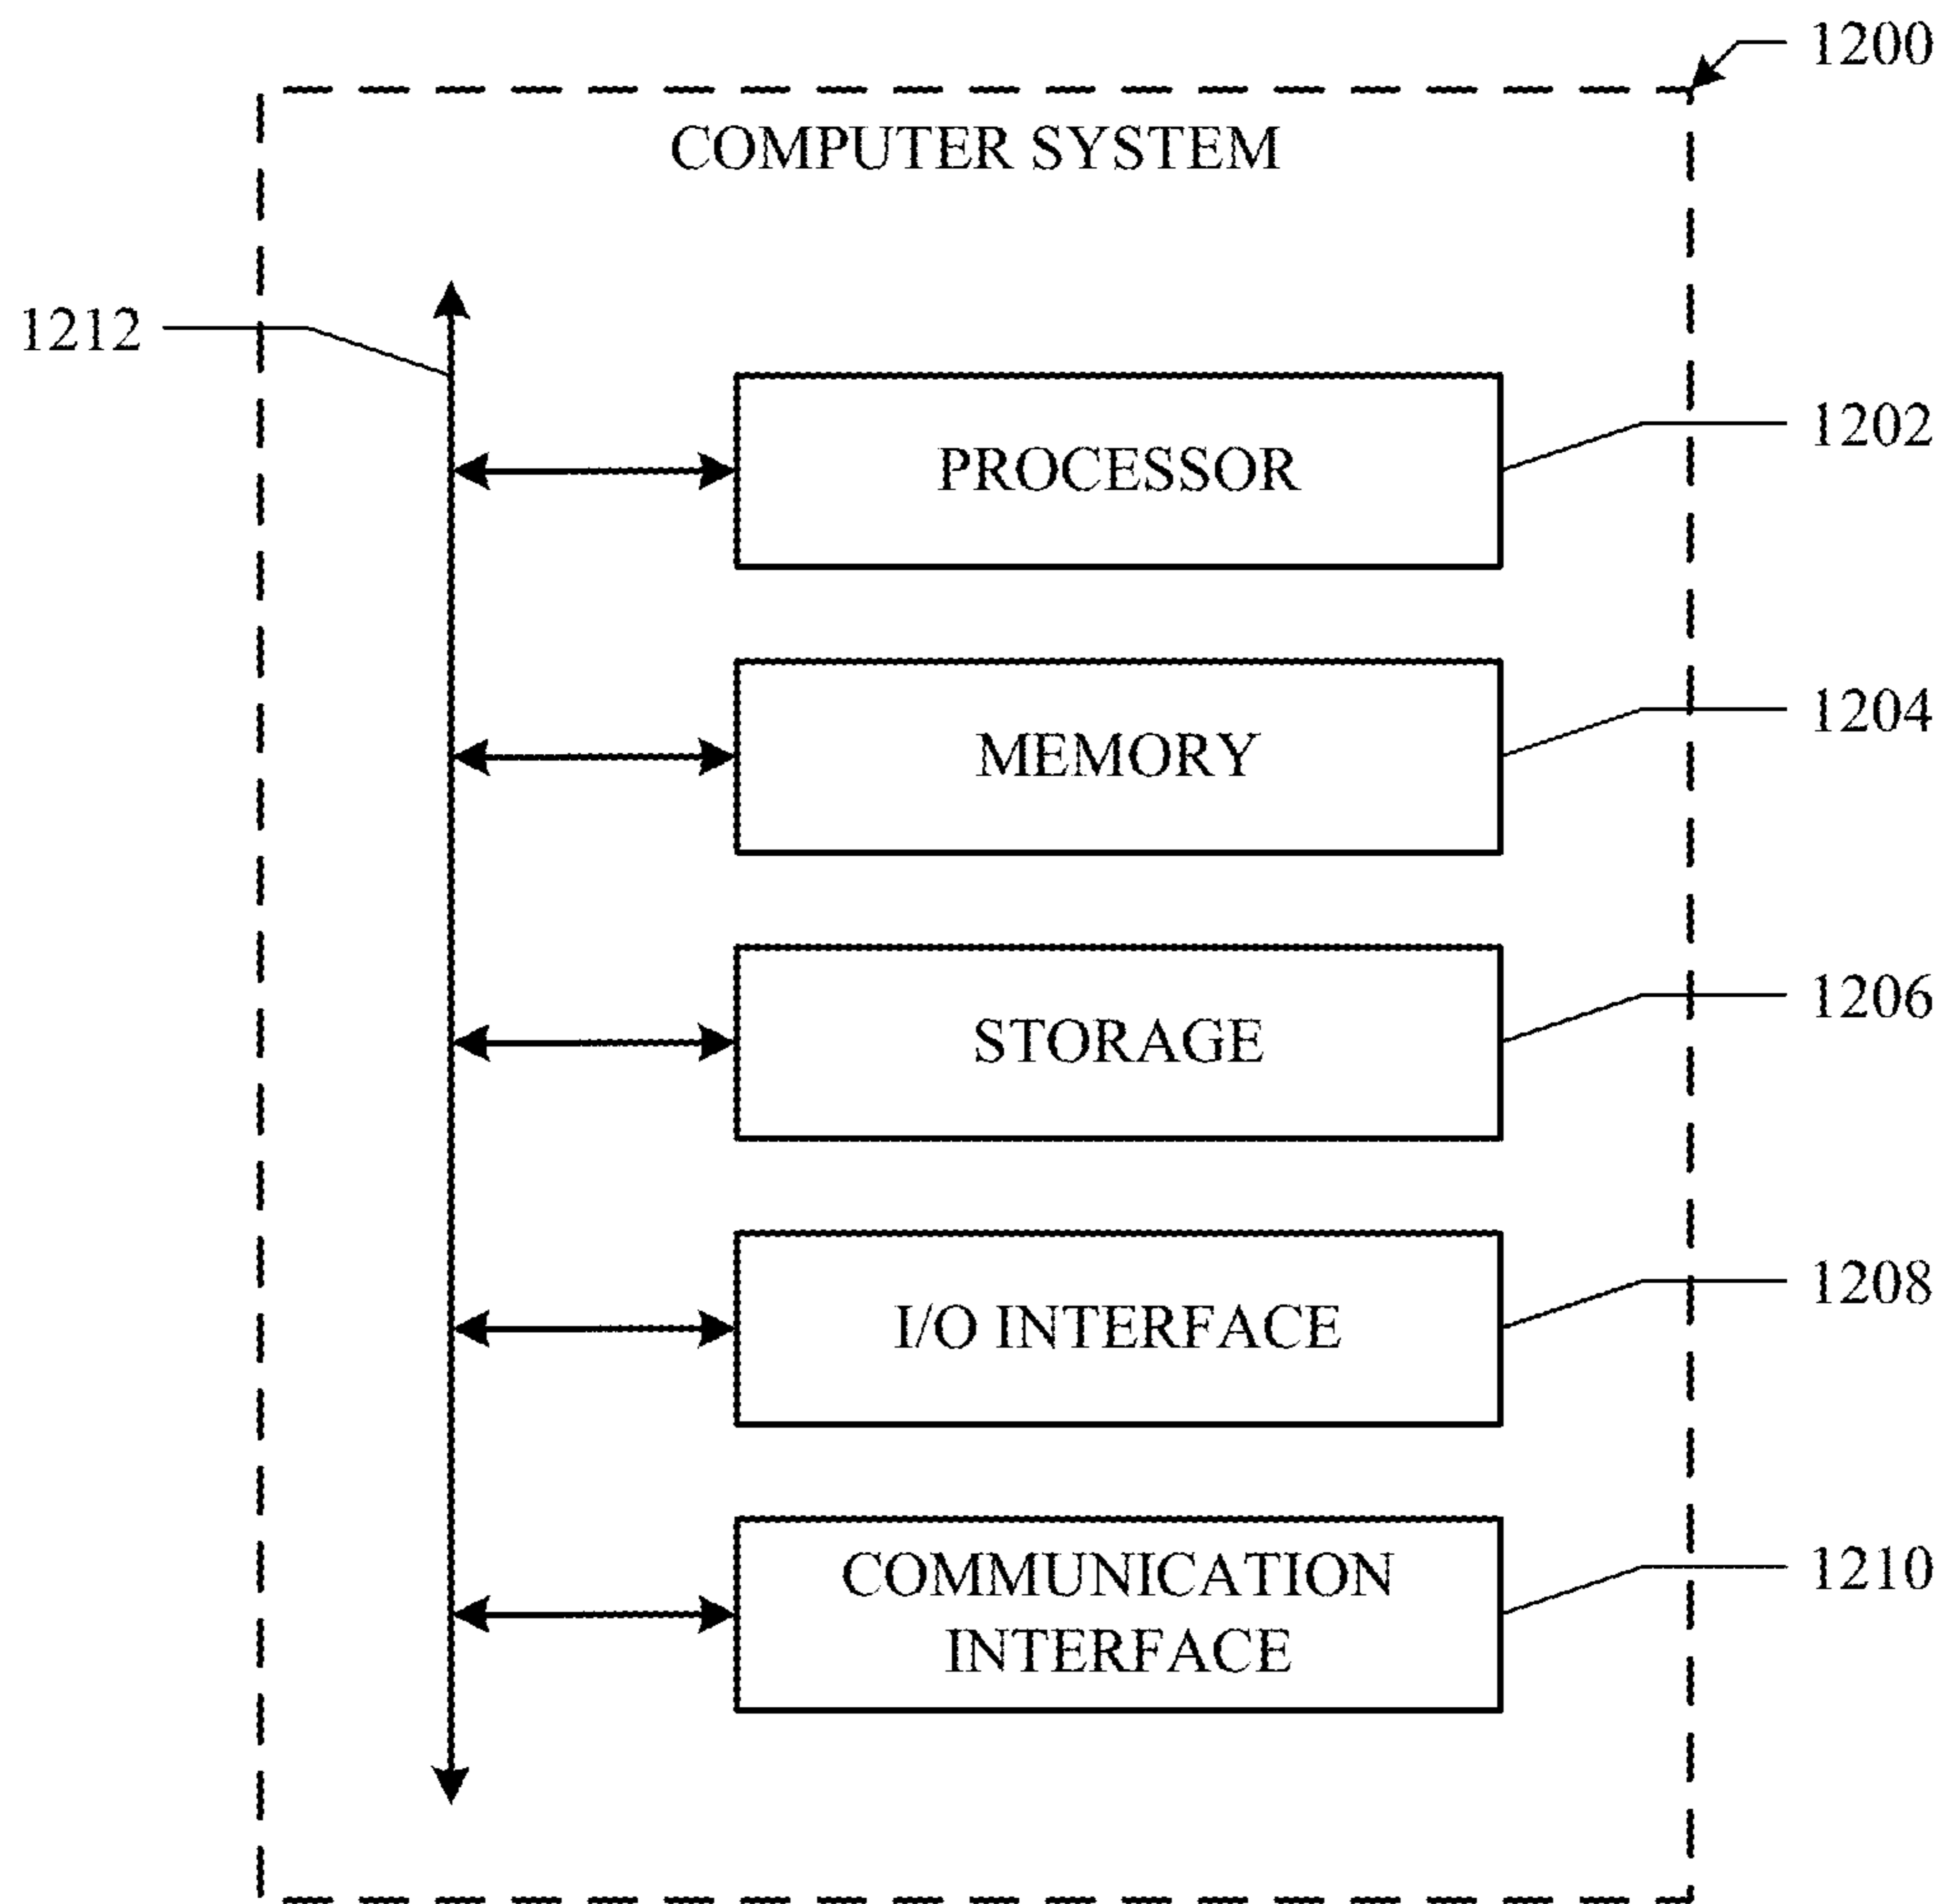 1200
COMPUTER SYSTEM
1212
PROCESSOR
1202
MEMORY
1204
STORAGE
1206
I/O INTERFACE
1208
COMMUNICATION
INTERFACE
1210